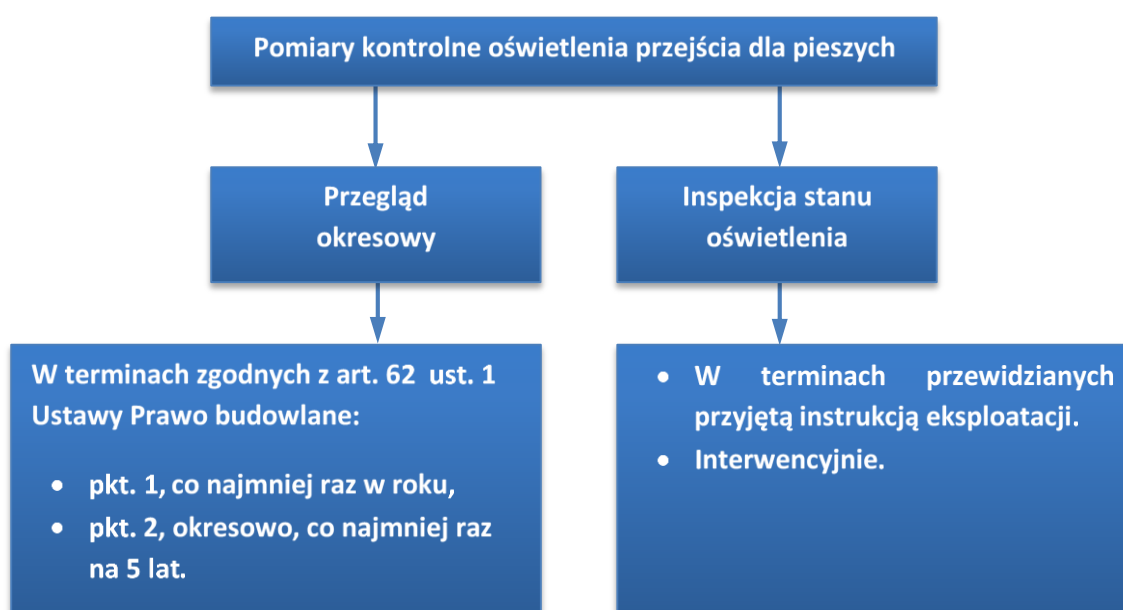 Pomiary kontrolne oświetlenia przejścia dla pieszych
Przegląd
okresowy
Inspekcja stanu
oświetlenia
W terminach zgodnych z art. 62 ust. 1
Ustawy Prawo budowlane:
• pkt. 1, co najmniej raz w roku,
• pkt. 2, okresowo, co najmniej raz
na 5 lat.
• W terminach przewidzianych
przyjętą instrukcją eksploatacji.
• Interwencyjnie.